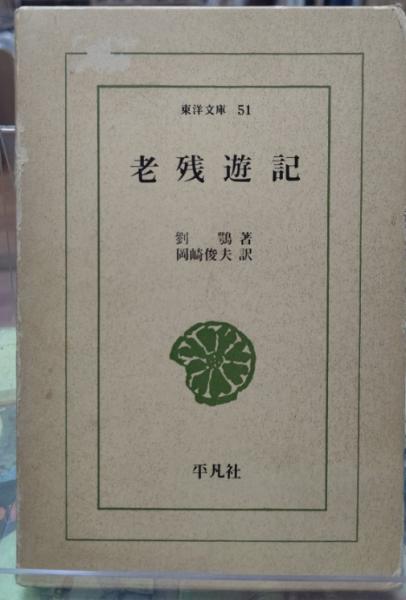 東洋文庫 51
老残遊記
劉 鶚 著
岡崎俊夫 訳
平凡社